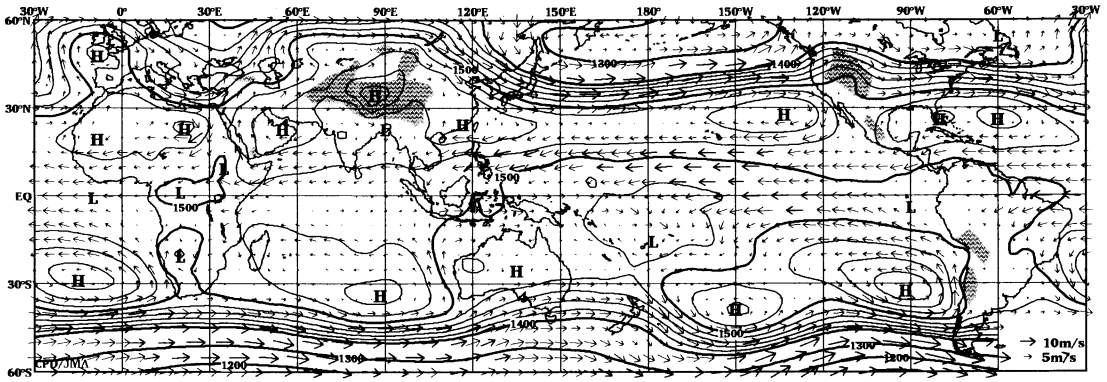 30°W 0° 30°E 60°E 90°E 120°E 150°E 180° 150°W 120°W 90°W 60°W 30°W
60°N
H
1500 1300 1400
H
30°N
H H H H H H H
H
L L 1500
L L L
EQ
1500
L L
H
30°S
H H H H
1400 1500
1300
10m/s
CPD/JMA 1200 1300 1200 5m/s
60°S